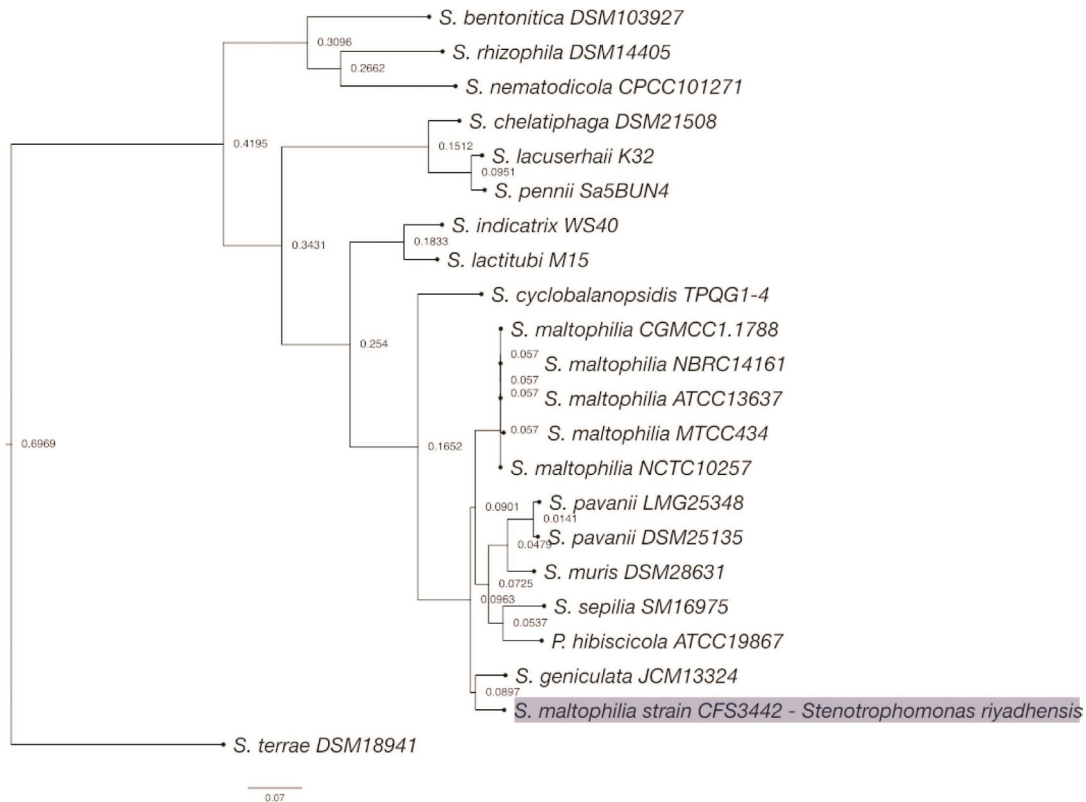 S. bentonitica DSM103927
0.3096
S. rhizophila DSM14405
0.2662
S. nematodicola CPCC101271
S. chelatiphaga DSM21508
0.4195
0.1512
S. lacuserhaii K32
0.0951
S. pennii Sa5BUN4
S. indicatrix WS40
0.3431
0.1833
S. lactitubi M15
S. cyclobalanopsidis TPQG1-4
S. maltophilia CGMCC1.1788
0.254
0.057
S. maltophilia NBRC14161
0.057
0.057
S. maltophilia ATCC13637
0.057
S. maltophilia MTCC434
0.6969
0.1652
S. maltophilia NCTC10257
S. pavanii LMG25348
0.0901
0.0141
S. pavanii DSM25135
0.0479
S. muris DSM28631
0.0725
0.0963
S. sepilia SM16975
0.0537
P. hibiscicola ATCC19867
S. geniculata JCM13324
0.0897
S. maltophilia strain CFS3442 - Stenotrophomonas riyadhensis
S. terrae DSM18941
0.07